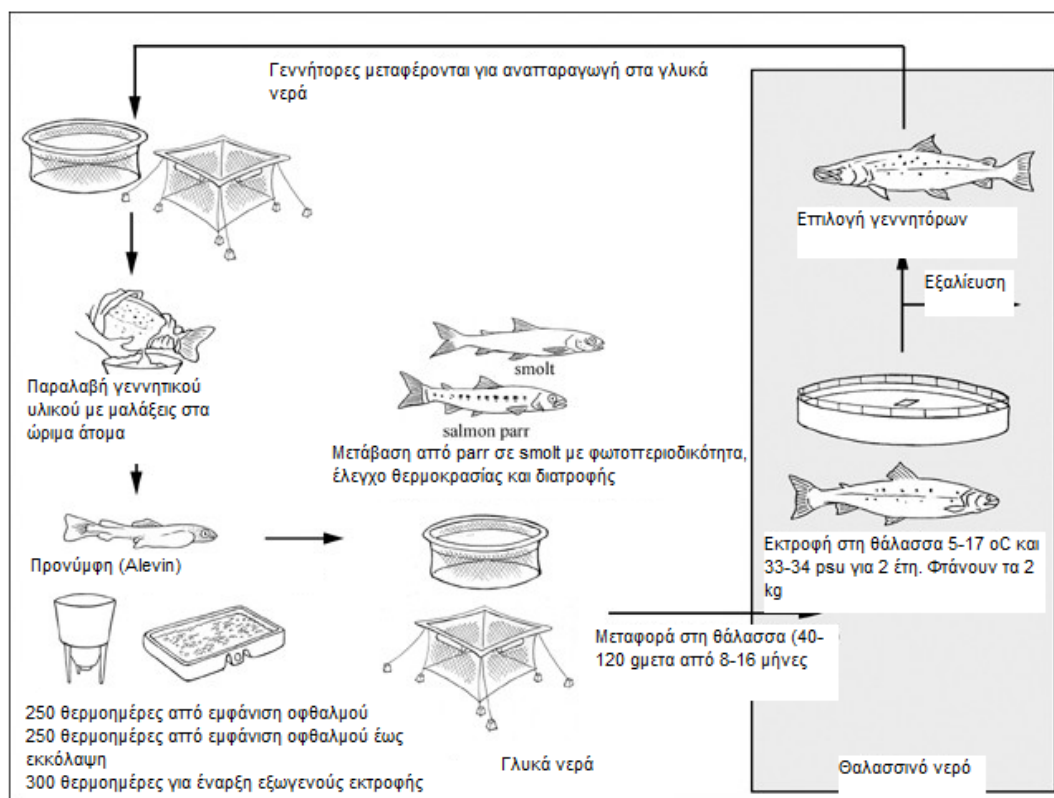 Γεννήτορες μεταφέρονται για αναπαραγωγή στα γλυκά
νερά
Επιλογή γεννητόρων
Εξαλίευση
Παραλαβή γεννητικού
υλικού με μαλάξεις στα
ώριμα άτομα
smolt
salmon parr
Μετάβαση από parr σε smolt με φωτοπεριοδικότητα,
έλεγχο θερμοκρασίας και διατροφής
Προνύμφη (Alevin)
Εκτροφή στη θάλασσα 5-17 οC και
33-34 psu για 2 έτη. Φτάνουν τα 2
kg
Μεταφορά στη θάλασσα (40-
120 gμετα από 8-16 μήνες
250 θερμοημέρες από εμφάνιση οφθαλμού
250 θερμοημέρες από εμφάνιση οφθαλμού έως
εκκόλαψη
300 θερμοημέρες για έναρξη εξωγενούς εκτροφής
Γλυκά νερά
Θαλασσινό νερό